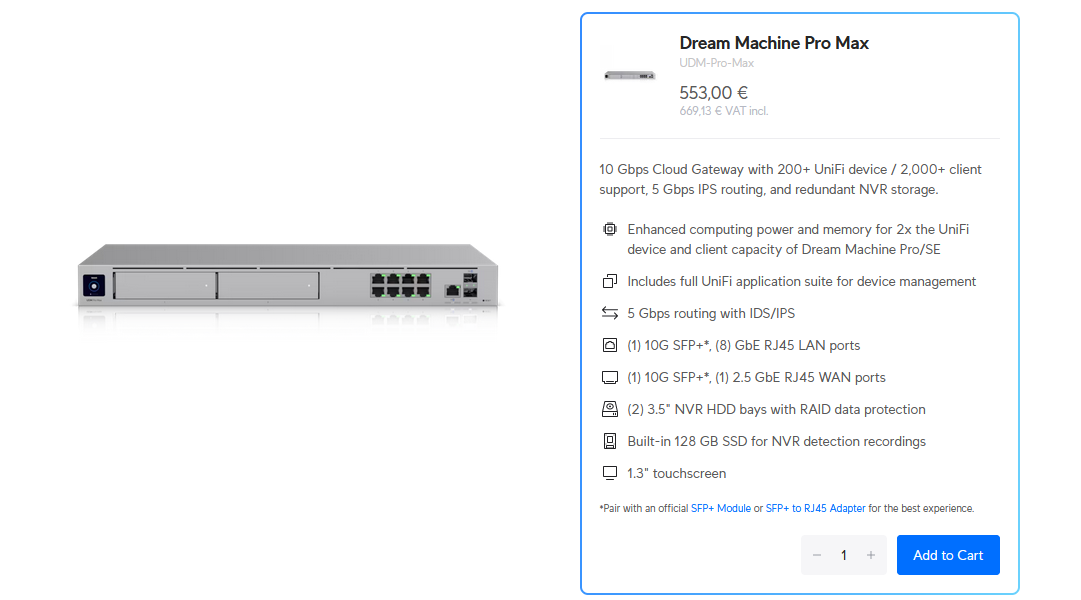 Dream Machine Pro Max
UDM-Pro-Max
553,00 €
669,13 € VAT incl.
10 Gbps Cloud Gateway with 200+ UniFi device / 2,000+ client
support, 5 Gbps IPS routing, and redundant NVR storage.
Enhanced computing power and memory for 2x the UniFi
device and client capacity of Dream Machine Pro/SE
Includes full UniFi application suite for device management
5 Gbps routing with IDS/IPS
(1) 10G SFP+*, (8) GbE RJ45 LAN ports
(1) 10G SFP+*, (1) 2.5 GbE RJ45 WAN ports
(2) 3.5" NVR HDD bays with RAID data protection
Built-in 128 GB SSD for NVR detection recordings
1.3" touchscreen
*Pair with an official SFP+ Module or SFP+ to RJ45 Adapter for the best experience.
− 1 + Add to Cart